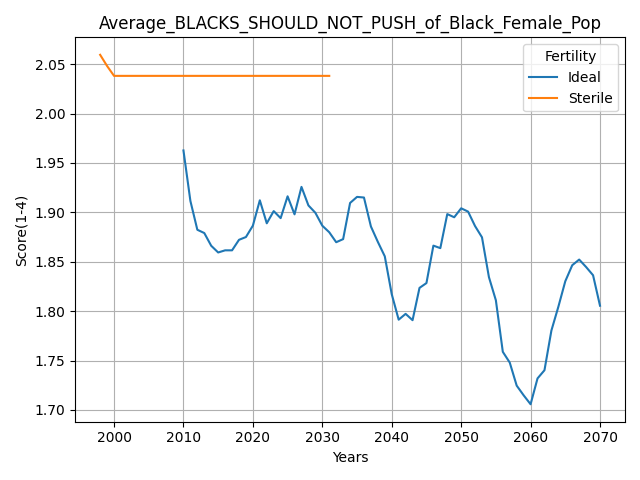 Average_BLACKS_SHOULD_NOT_PUSH_of_Black_Female_Pop
Fertility
Ideal
Sterile
Score(1-4)
2.05
2.00
1.95
1.90
1.85
1.80
1.75
1.70
2000 2010 2020 2030 2040 2050 2060 2070
Years